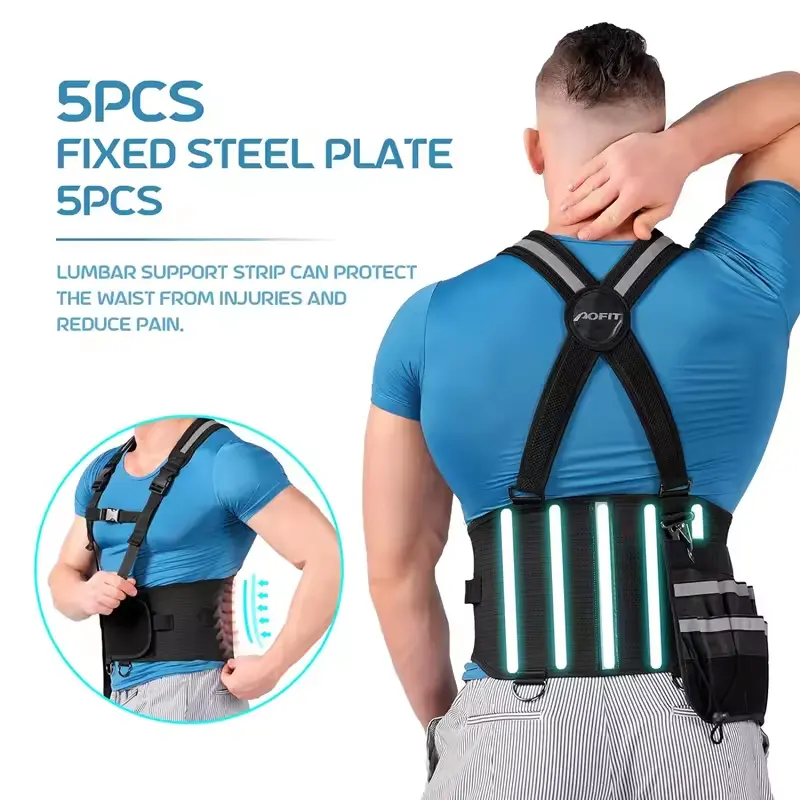 5PCS
FIXED STEEL PLATE
5PCS
LUMBAR SUPPORT STRIP CAN PROTECT
THE WAIST FROM INJURIES AND
REDUCE PAIN.
AOFIT